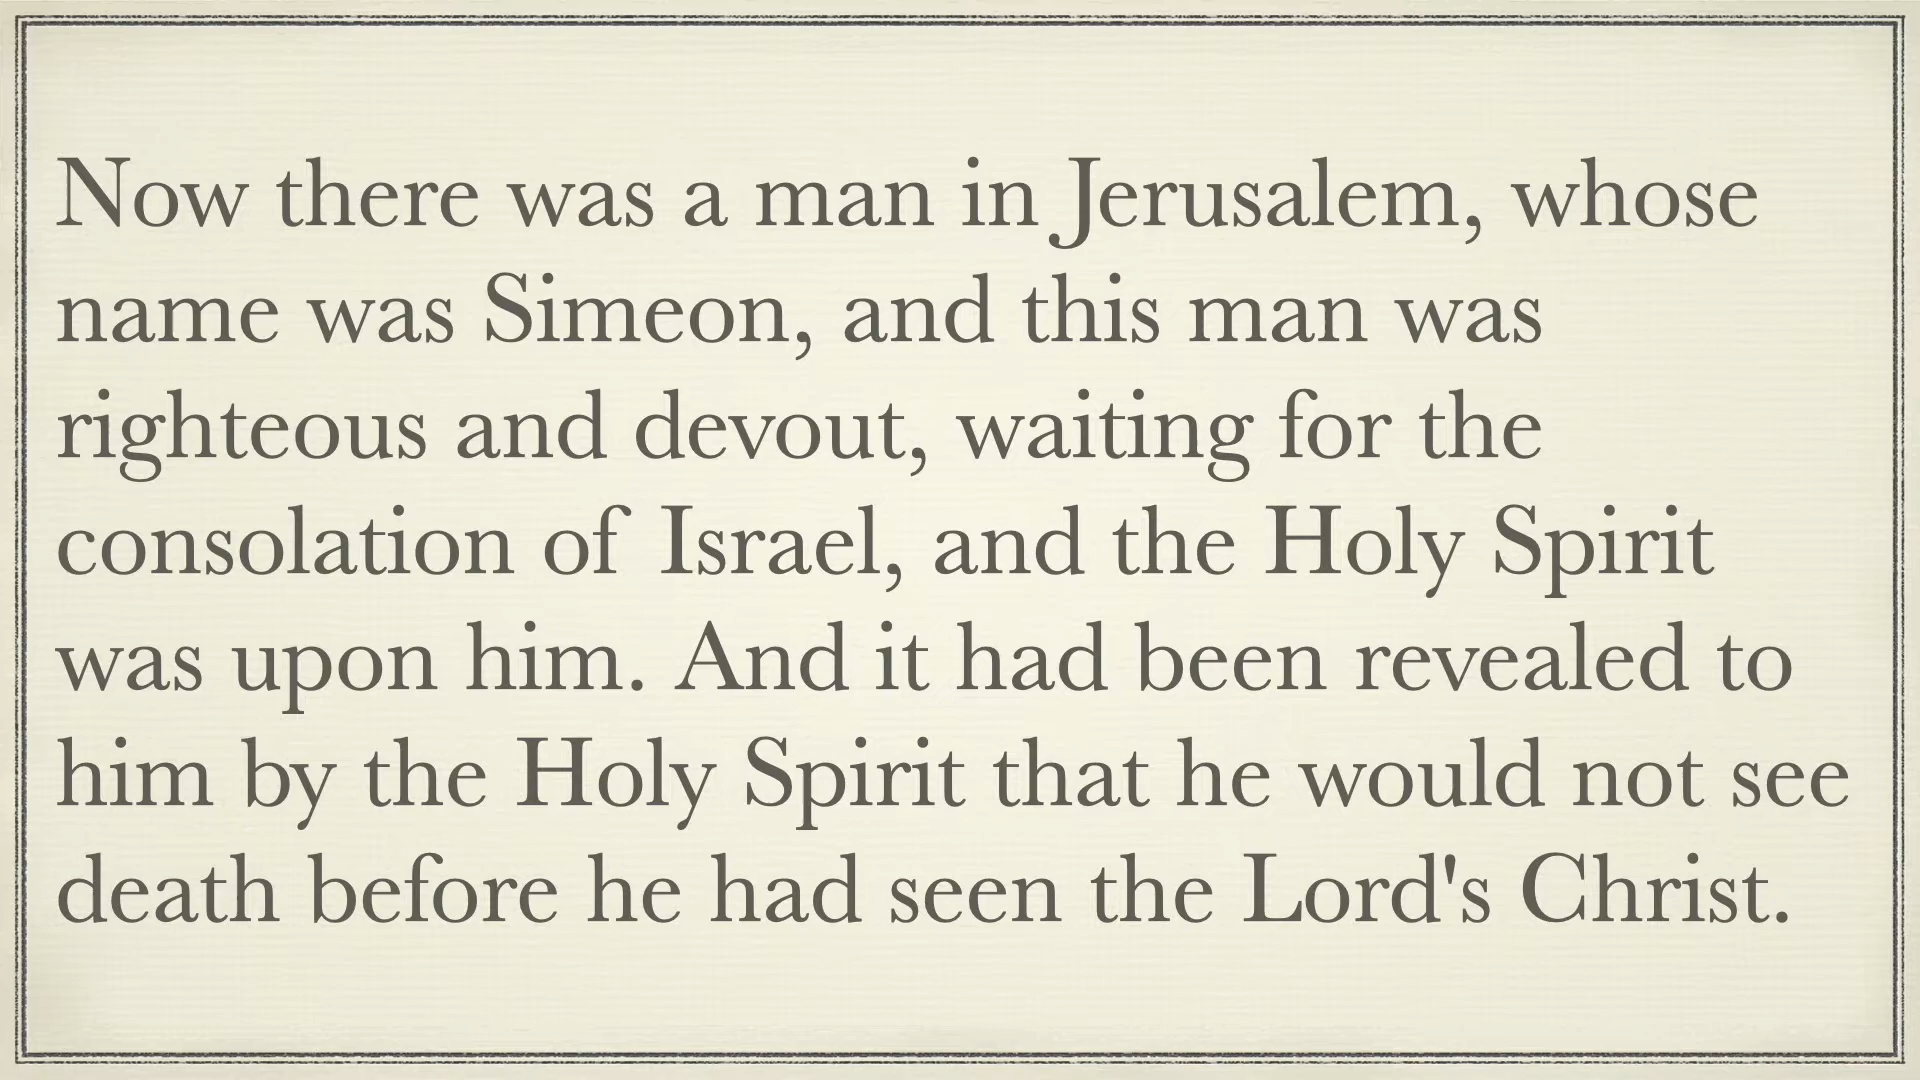 Now there was a man in Jerusalem, whose
name was Simeon, and this man was
righteous and devout, waiting for the
consolation of Israel, and the Holy Spirit
was upon him. And it had been revealed to
him by the Holy Spirit that he would not see
death before he had seen the Lord's Christ.